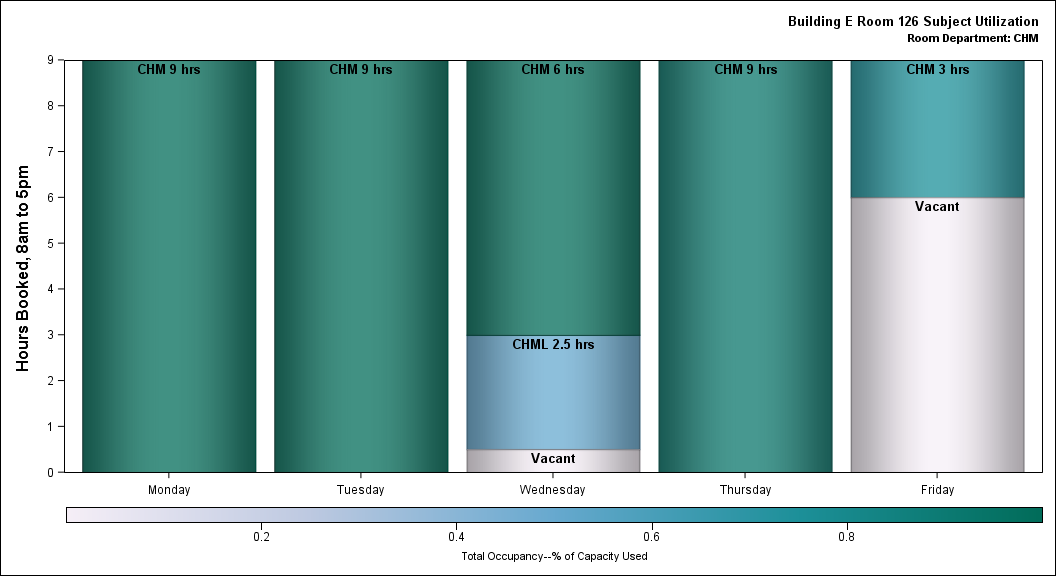 Building E Room 126 Subject Utilization
Room Department: CHM
Hours Booked, 8am to 5pm
9
8
7
6
5
4
3
2
1
0
CHM 9 hrs
CHM 9 hrs
CHM 6 hrs
CHML 2.5 hrs
Vacant
CHM 9 hrs
CHM 3 hrs
Vacant
Monday
Tuesday
Wednesday
Thursday
Friday
0.2
0.4
0.6
0.8
Total Occupancy--% of Capacity Used